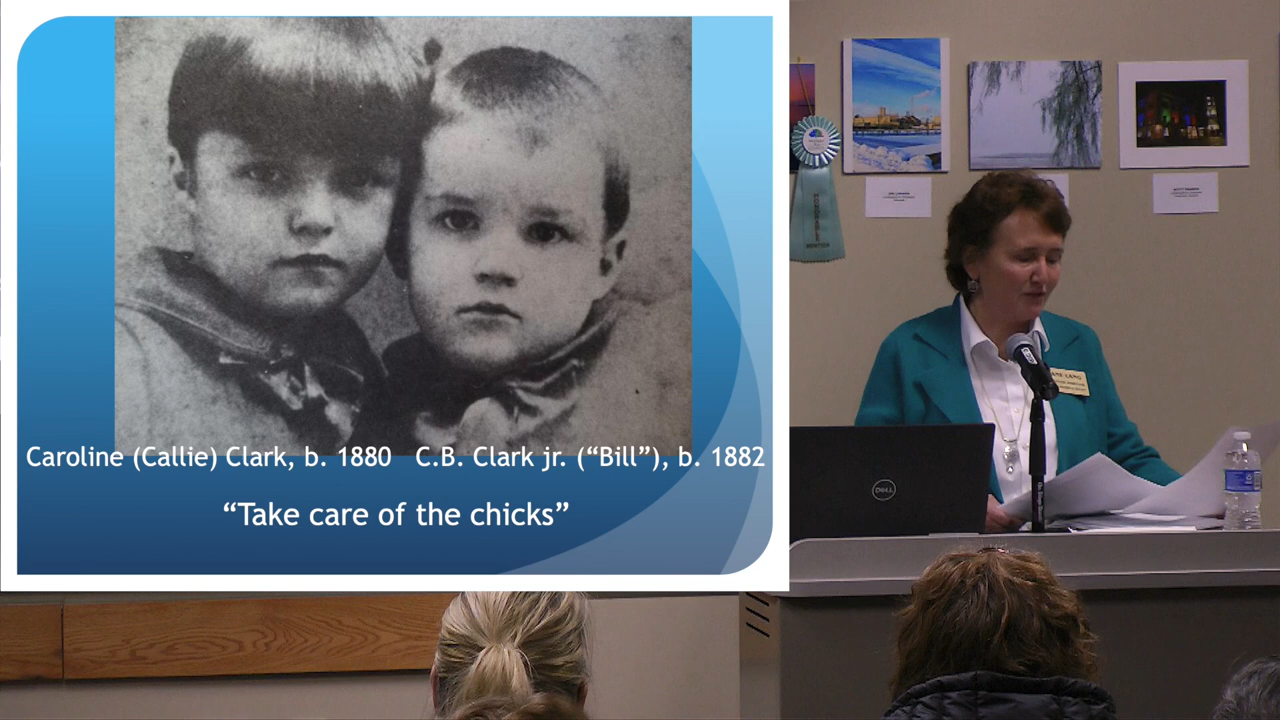 Caroline (Callie) Clark, b. 1880 C.B. Clark jr. (“Bill”), b. 1882
“Take care of the chicks”
DELL